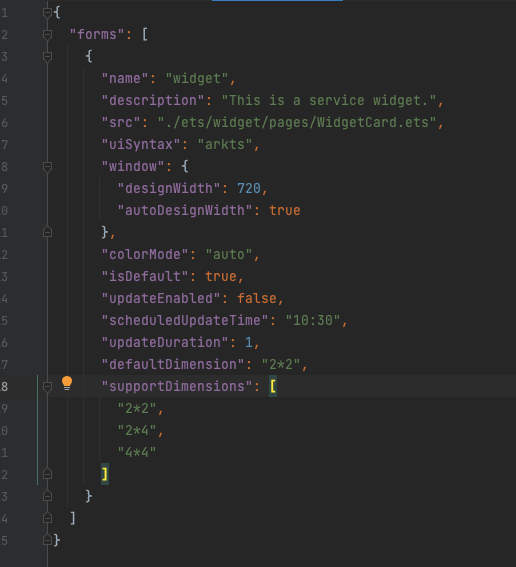 1 {
2 "forms": [
3 {
4 "name": "widget",
5 "description": "This is a service widget.",
6 "src": "./ets/widget/pages/WidgetCard.ets",
7 "uiSyntax": "arkts",
8 "window": {
9 "designWidth": 720,
0 "autoDesignWidth": true
1 },
2 "colorMode": "auto",
3 "isDefault": true,
4 "updateEnabled": false,
5 "scheduledUpdateTime": "10:30",
6 "updateDuration": 1,
7 "defaultDimension": "2*2",
8 "supportDimensions": [
9 "2*2",
0 "2*4",
1 "4*4"
2 ]
3 }
4 ]
5 }